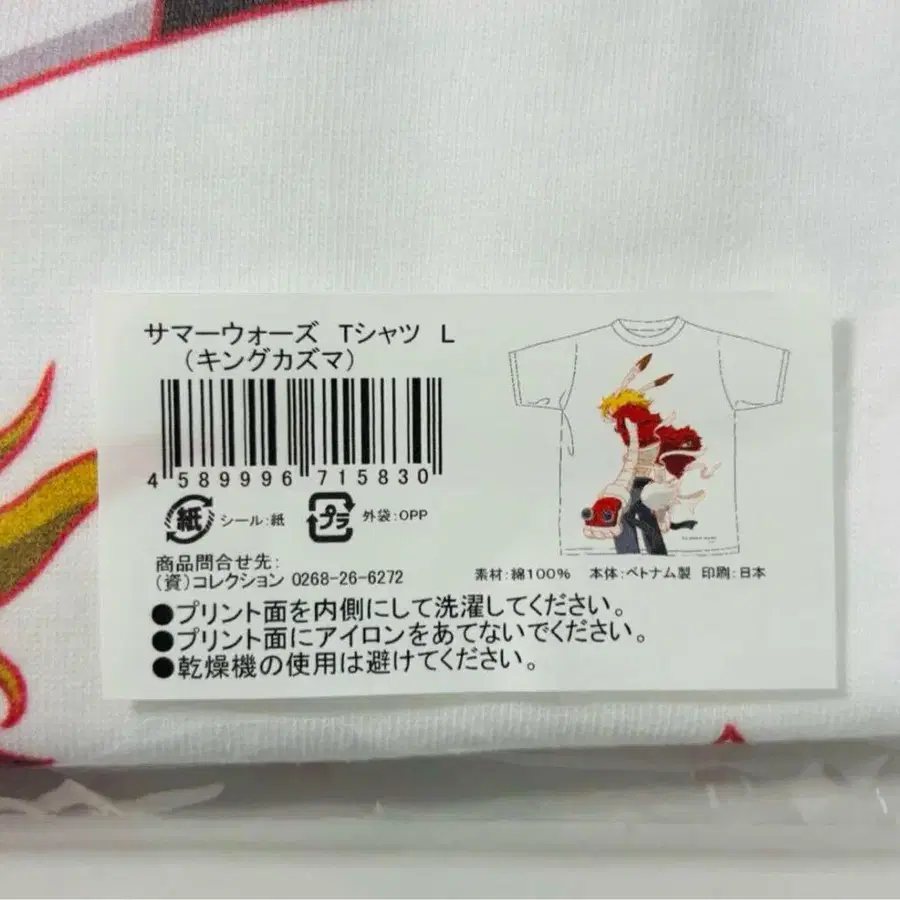 サマーウォーズ Tシャツ L
（キングカズマ）
4 589996 715830
紙 シール:紙 プラ 外袋:OPP
商品問合せ先:
（資）コレクション 0268-26-6272
素材:綿100% 本体:ベトナム製 印刷:日本
●プリント面を内側にして洗濯してください。
●プリント面にアイロンをあてないでください。
●乾燥機の使用は避けてください。